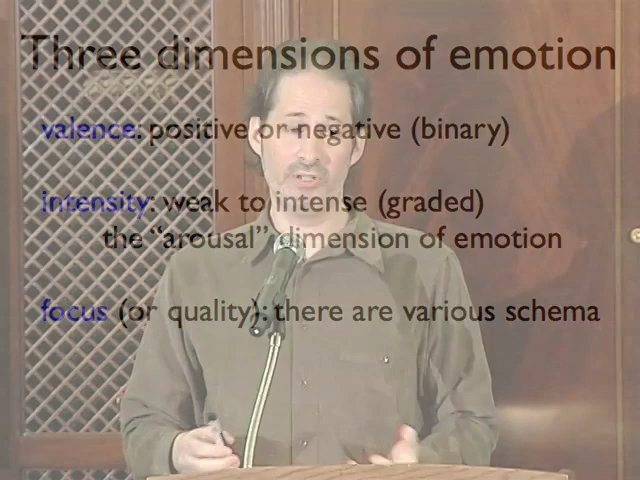 Three dimensions of emotion
valence: positive or negative (binary)
intensity: weak to intense (graded)
the “arousal” dimension of emotion
focus (or quality): there are various schema